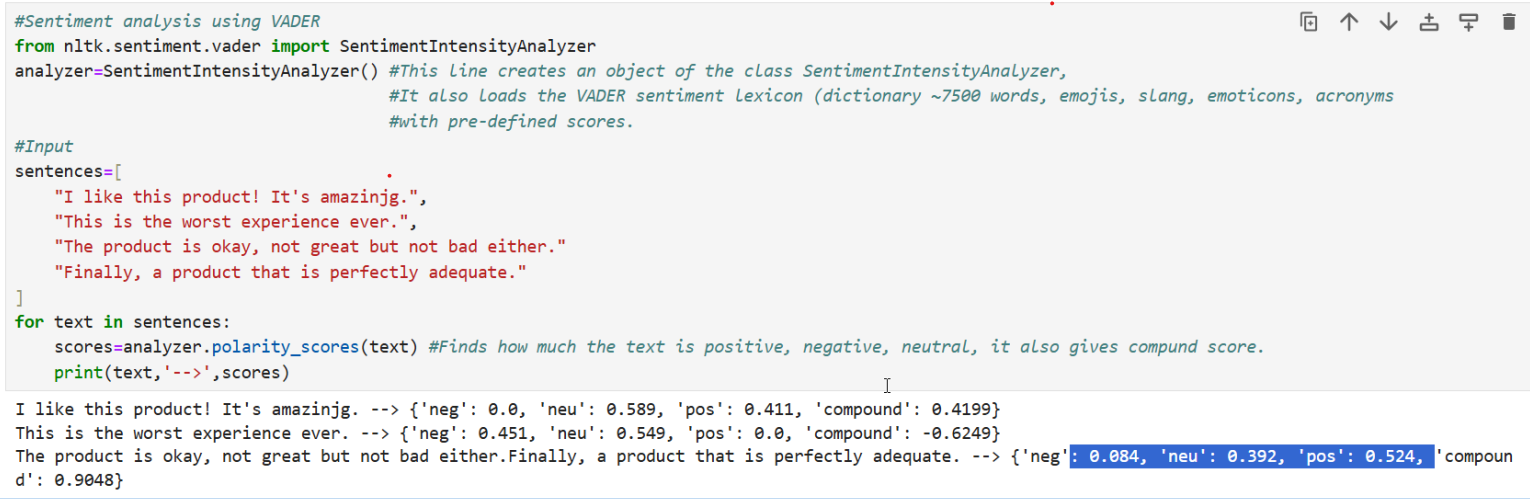 #Sentiment analysis using VADER
from nltk.sentiment.vader import SentimentIntensityAnalyzer
analyzer=SentimentIntensityAnalyzer() #This line creates an object of the class SentimentIntensityAnalyzer,
#It also loads the VADER sentiment lexicon (dictionary ~7500 words, emojis, slang, emoticons, acronyms
#with pre-defined scores.
#Input
sentences=[
    "I like this product! It's amazinjg.",
    "This is the worst experience ever.",
    "The product is okay, not great but not bad either."
    "Finally, a product that is perfectly adequate."
]
for text in sentences:
    scores=analyzer.polarity_scores(text) #Finds how much the text is positive, negative, neutral, it also gives compund score.
    print(text,'-->',scores)
I like this product! It's amazinjg. --> {'neg': 0.0, 'neu': 0.589, 'pos': 0.411, 'compound': 0.4199}
This is the worst experience ever. --> {'neg': 0.451, 'neu': 0.549, 'pos': 0.0, 'compound': -0.6249}
The product is okay, not great but not bad either.Finally, a product that is perfectly adequate. --> {'neg': 0.084, 'neu': 0.392, 'pos': 0.524, 'compoun
d': 0.9048}